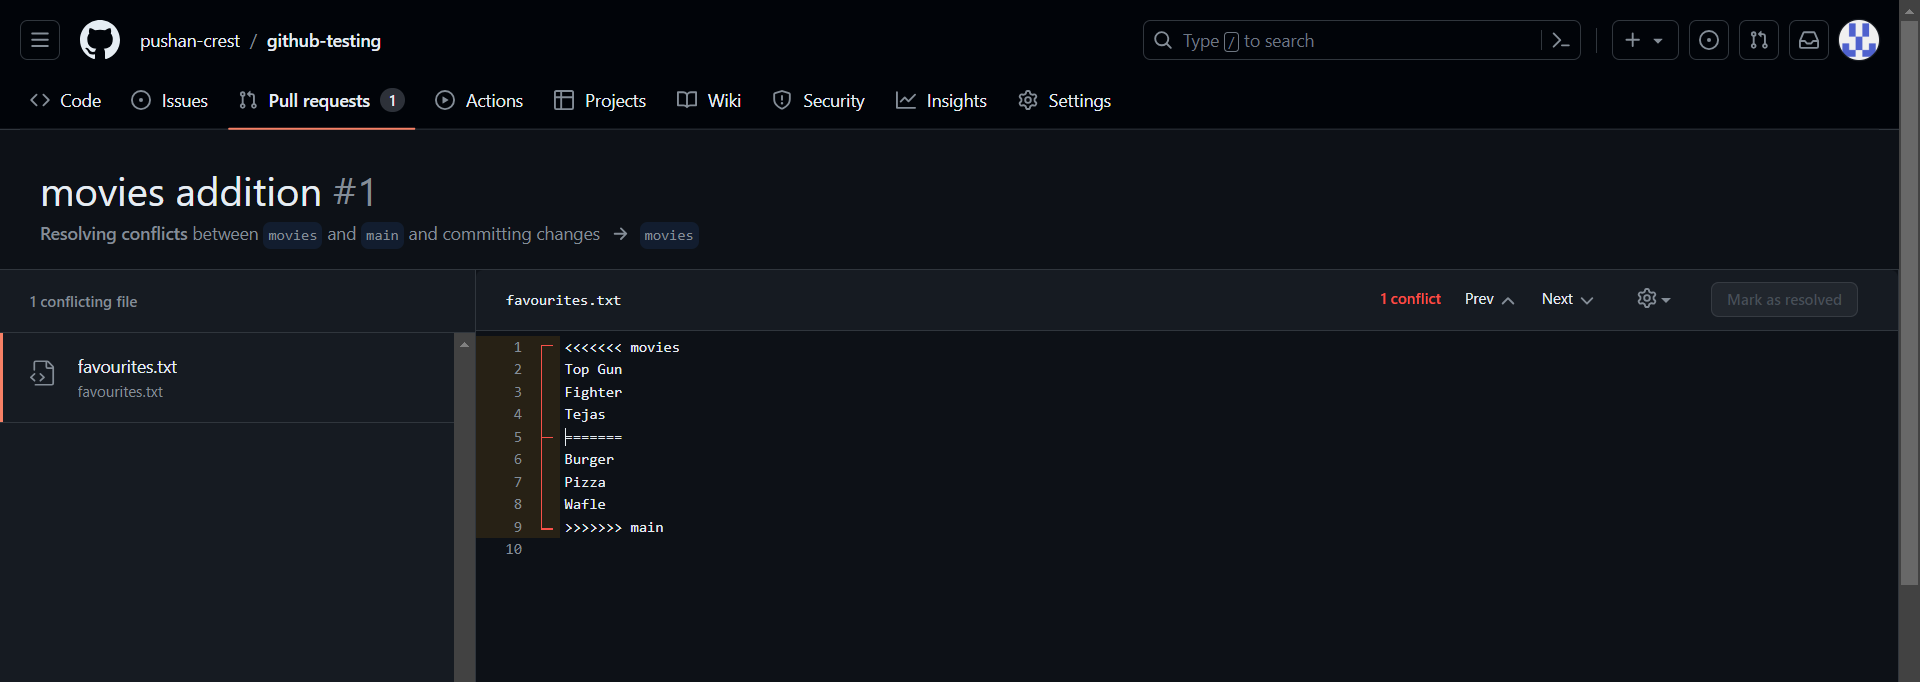 pushan-crest / github-testing
Type / to search
Code
Issues
Pull requests 1
Actions
Projects
Wiki
Security
Insights
Settings
movies addition #1
Resolving conflicts between movies and main and committing changes → movies
1 conflicting file
favourites.txt
favourites.txt
favourites.txt
1 conflict
Prev
Next
Mark as resolved
1 <<<<<<< movies
2 Top Gun
3 Fighter
4 Tejas
5 =======
6 Burger
7 Pizza
8 Wafle
9 >>>>>>> main
10